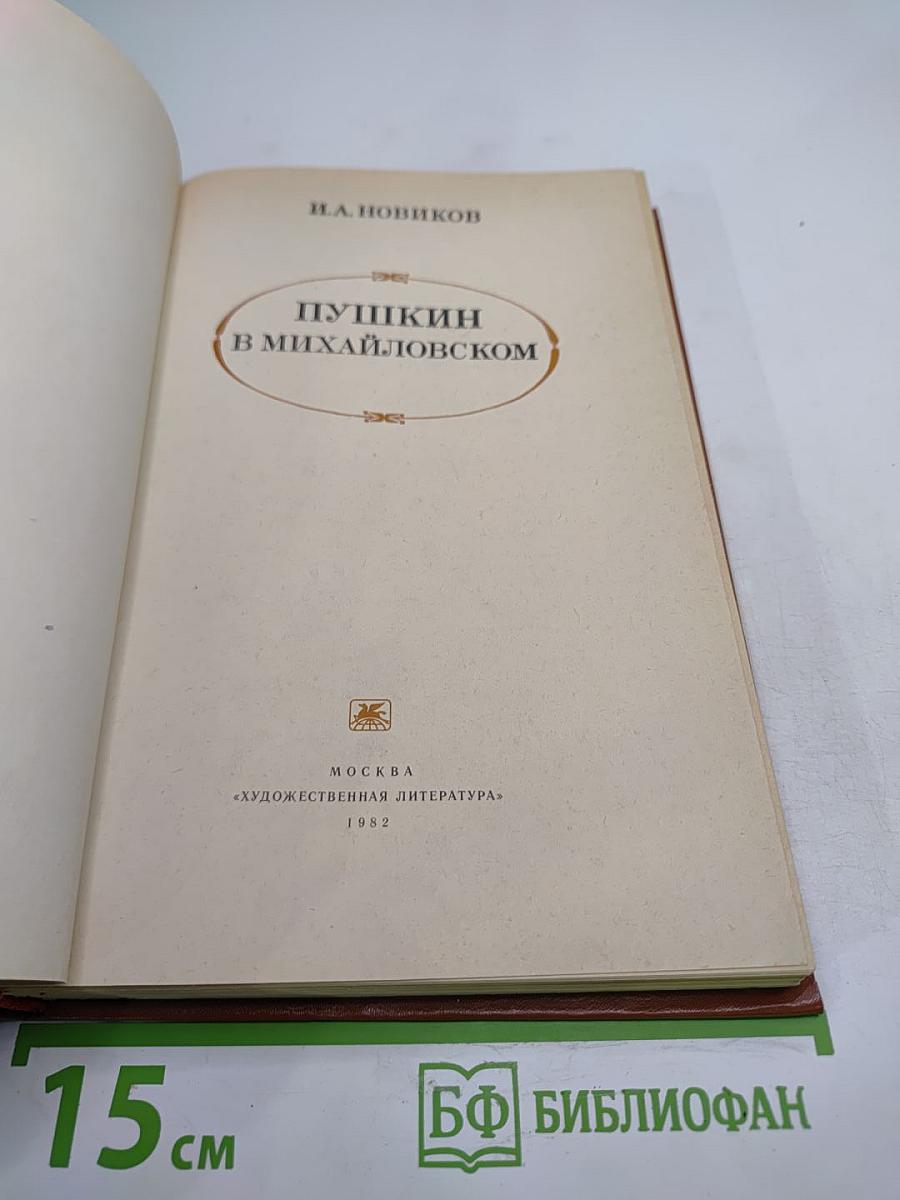 И.А. НОВИКОВ
ПУШКИН
В МИХАЙЛОВСКОМ
МОСКВА
«ХУДОЖЕСТВЕННАЯ ЛИТЕРАТУРА»
1982
15 см
БФ БИБЛИОФАН